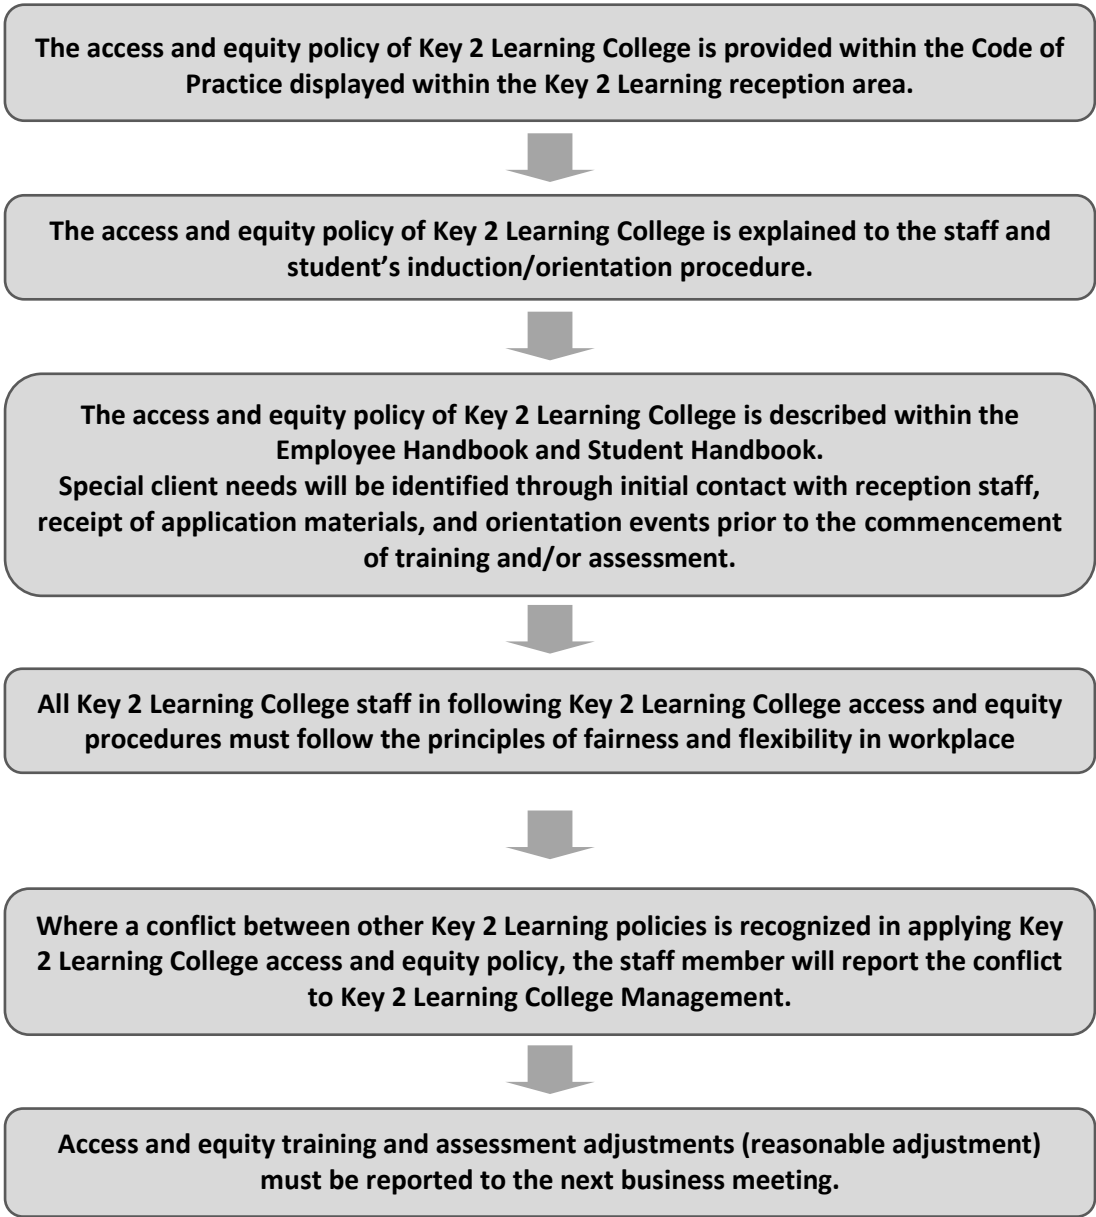 The access and equity policy of Key 2 Learning College is provided within the Code of
Practice displayed within the Key 2 Learning reception area.
The access and equity policy of Key 2 Learning College is explained to the staff and
student’s induction/orientation procedure.
The access and equity policy of Key 2 Learning College is described within the
Employee Handbook and Student Handbook.
Special client needs will be identified through initial contact with reception staff,
receipt of application materials, and orientation events prior to the commencement
of training and/or assessment.
All Key 2 Learning College staff in following Key 2 Learning College access and equity
procedures must follow the principles of fairness and flexibility in workplace
Where a conflict between other Key 2 Learning policies is recognized in applying Key
2 Learning College access and equity policy, the staff member will report the conflict
to Key 2 Learning College Management.
Access and equity training and assessment adjustments (reasonable adjustment)
must be reported to the next business meeting.